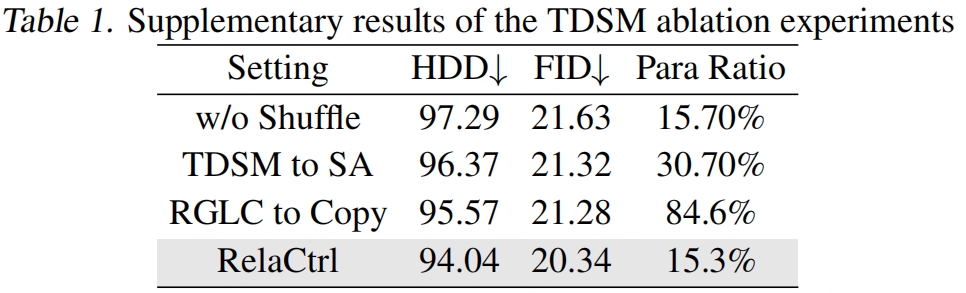 Table 1. Supplementary results of the TDSM ablation experiments
Setting HDD↓ FID↓ Para Ratio
w/o Shuffle 97.29 21.63 15.70%
TDSM to SA 96.37 21.32 30.70%
RGLC to Copy 95.57 21.28 84.6%
RelaCtrl 94.04 20.34 15.3%